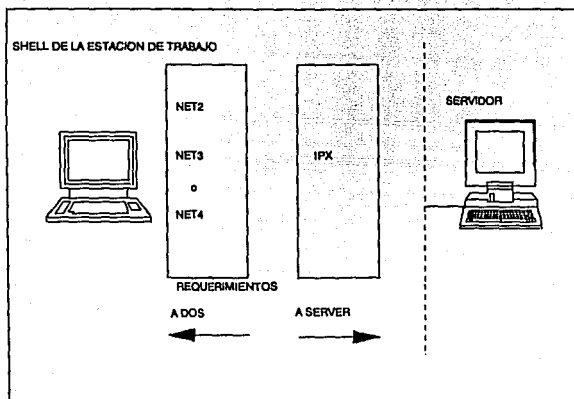 SHELL DE LA ESTACION DE TRABAJO
NET2
NET3
o
NET4
IPX
SERVIDOR
REQUERIMIENTOS
A DOS
A SERVER